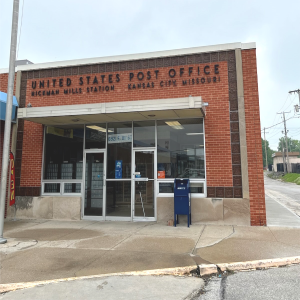 UNITED STATES POST OFFICE
HICKMAN MILLS STATION   KANSAS CITY, MISSOURI